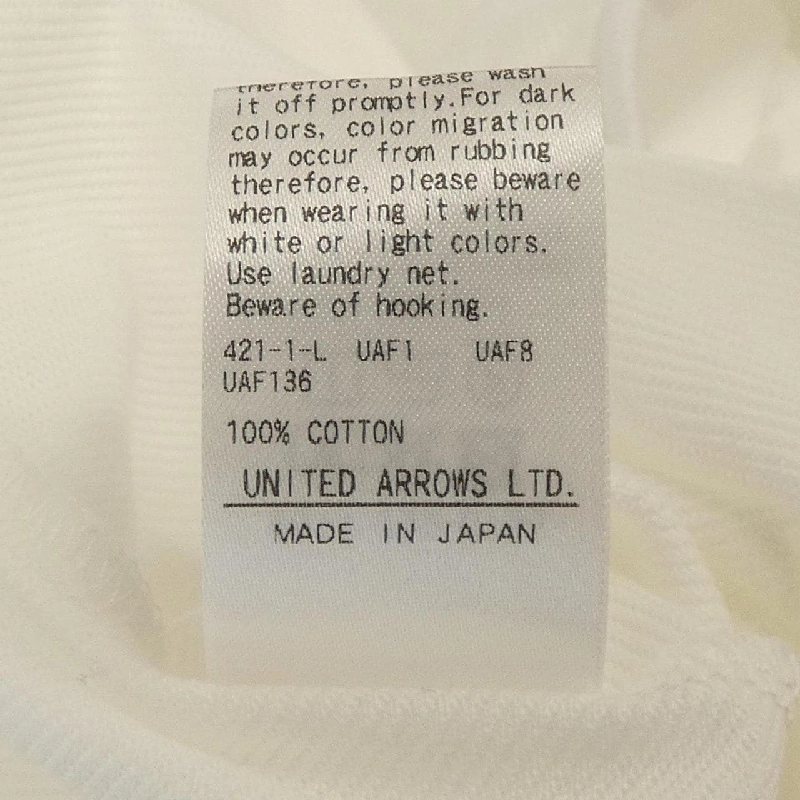 therefore, please wash
it off promptly.For dark
colors, color migration
may occur from rubbing
therefore, please beware
when wearing it with
white or light colors.
Use laundry net.
Beware of hooking.
421-1-L UAF1 UAF8
UAF136
100% COTTON
UNITED ARROWS LTD.
MADE IN JAPAN